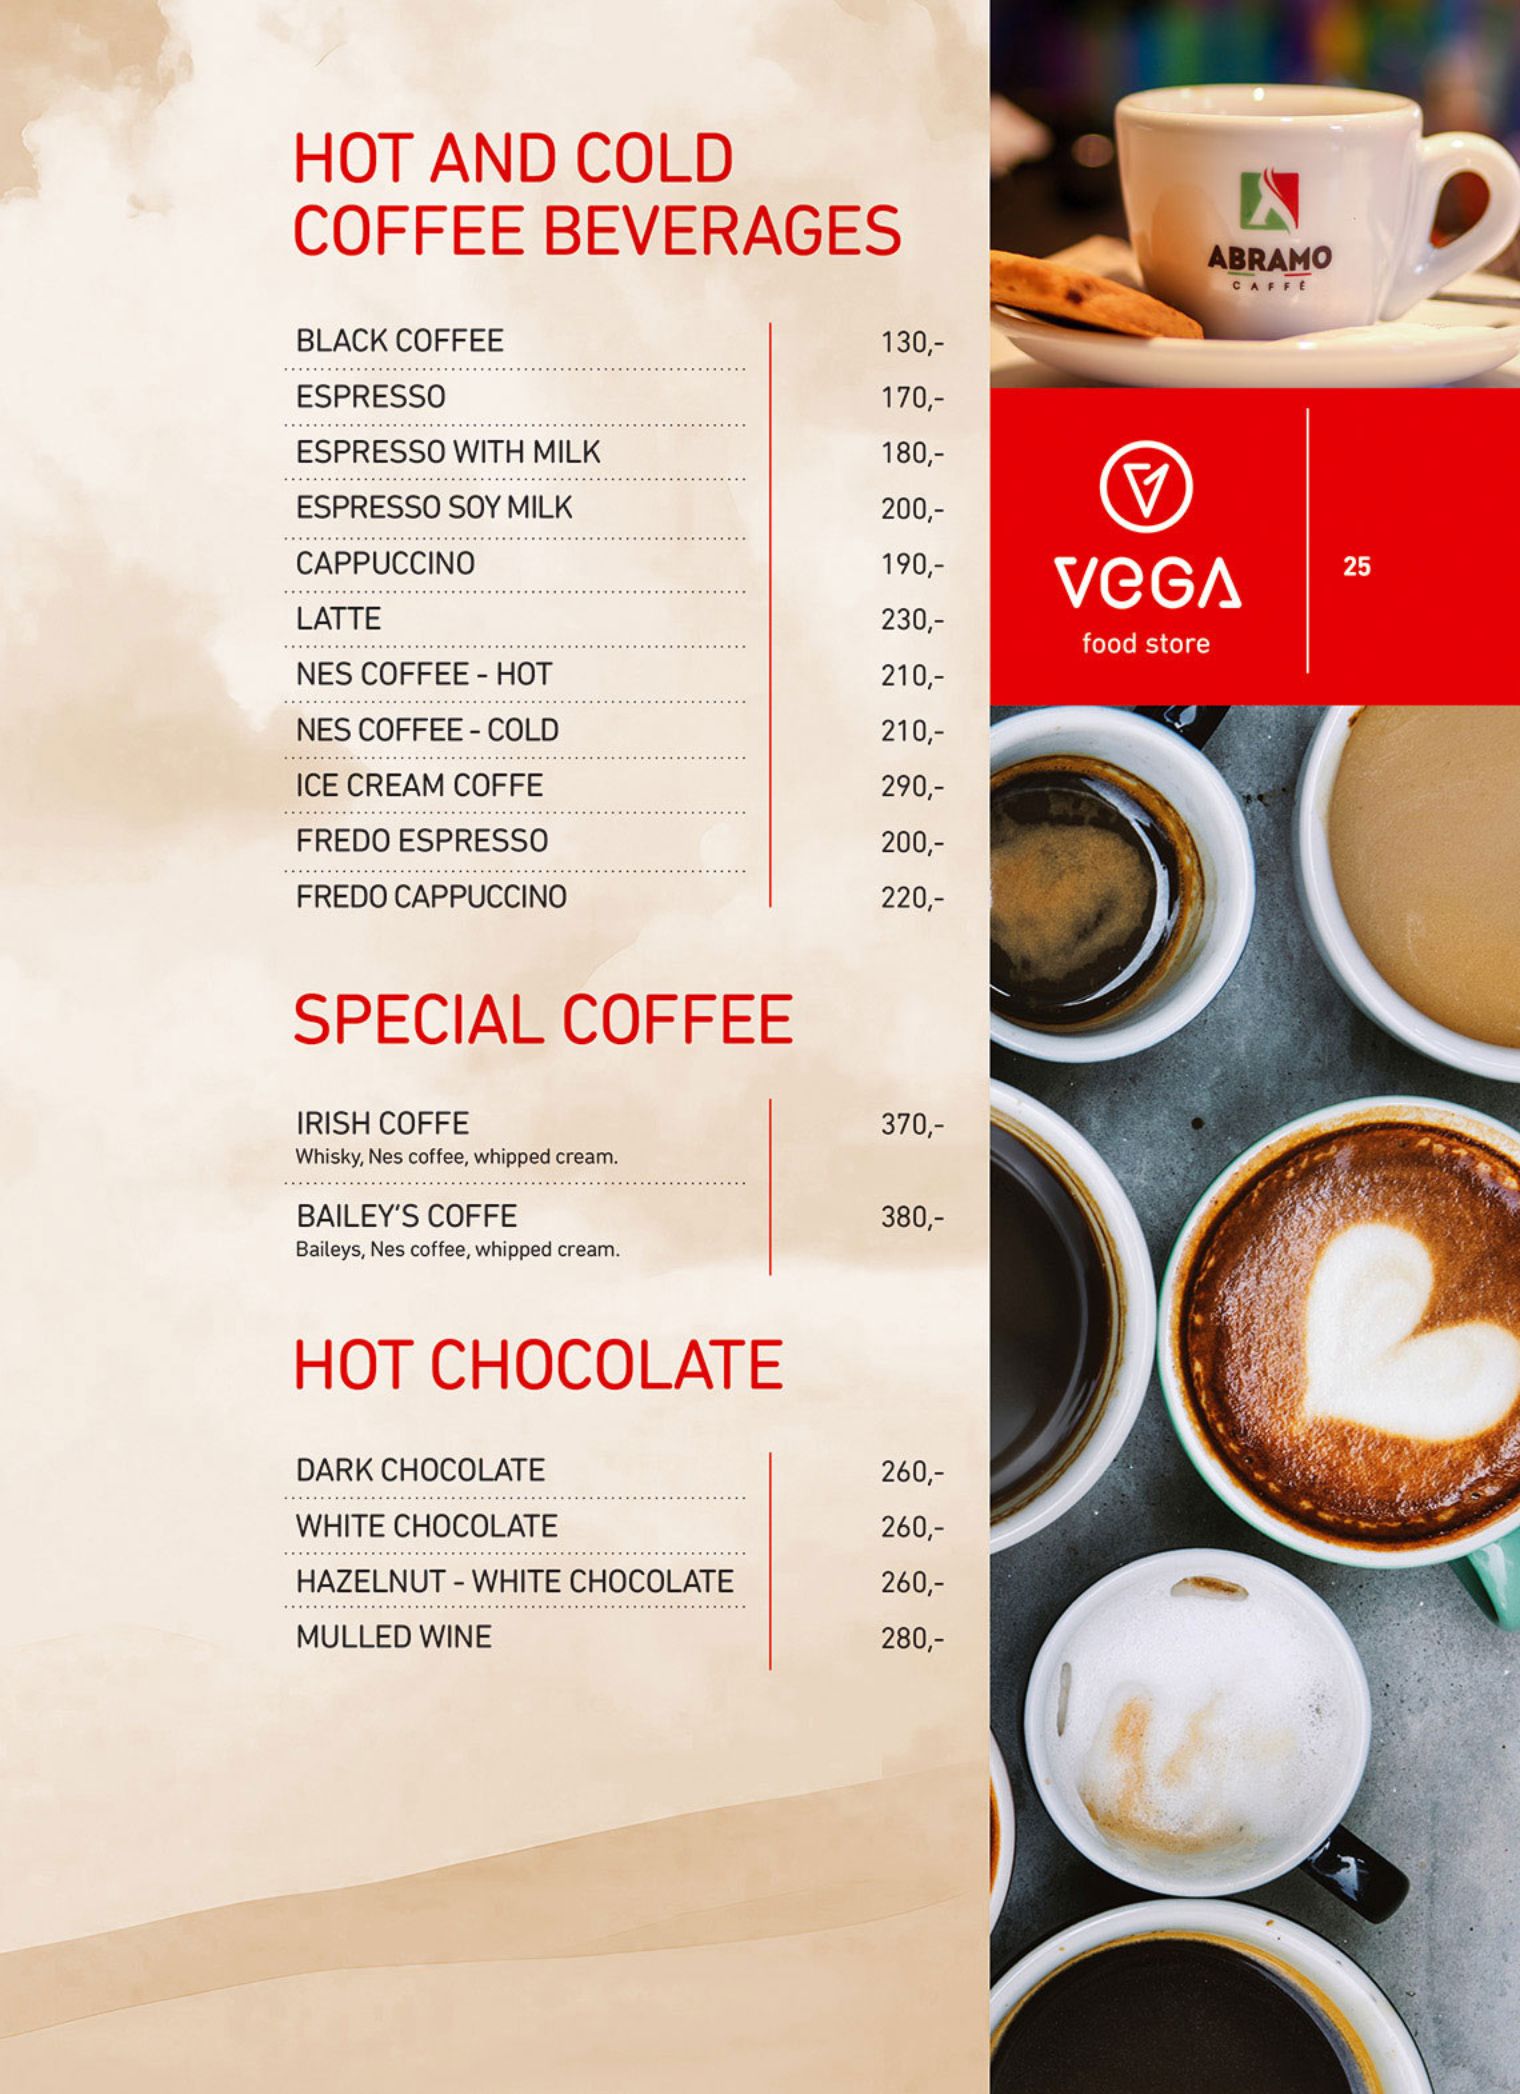 HOT AND COLD
COFFEE BEVERAGES
BLACK COFFEE 130,-
ESPRESSO 170,-
ESPRESSO WITH MILK 180,-
ESPRESSO SOY MILK 200,-
CAPPUCCINO 190,-
LATTE 230,-
NES COFFEE - HOT 210,-
NES COFFEE - COLD 210,-
ICE CREAM COFFE 290,-
FREDO ESPRESSO 200,-
FREDO CAPPUCCINO 220,-
SPECIAL COFFEE
IRISH COFFE 370,-
Whisky, Nes coffee, whipped cream.
BAILEY'S COFFE 380,-
Baileys, Nes coffee, whipped cream.
HOT CHOCOLATE
DARK CHOCOLATE 260,-
WHITE CHOCOLATE 260,-
HAZELNUT - WHITE CHOCOLATE 260,-
MULLED WINE 280,-
ABRAMO
CAFFÉ
VEGA
food store
25